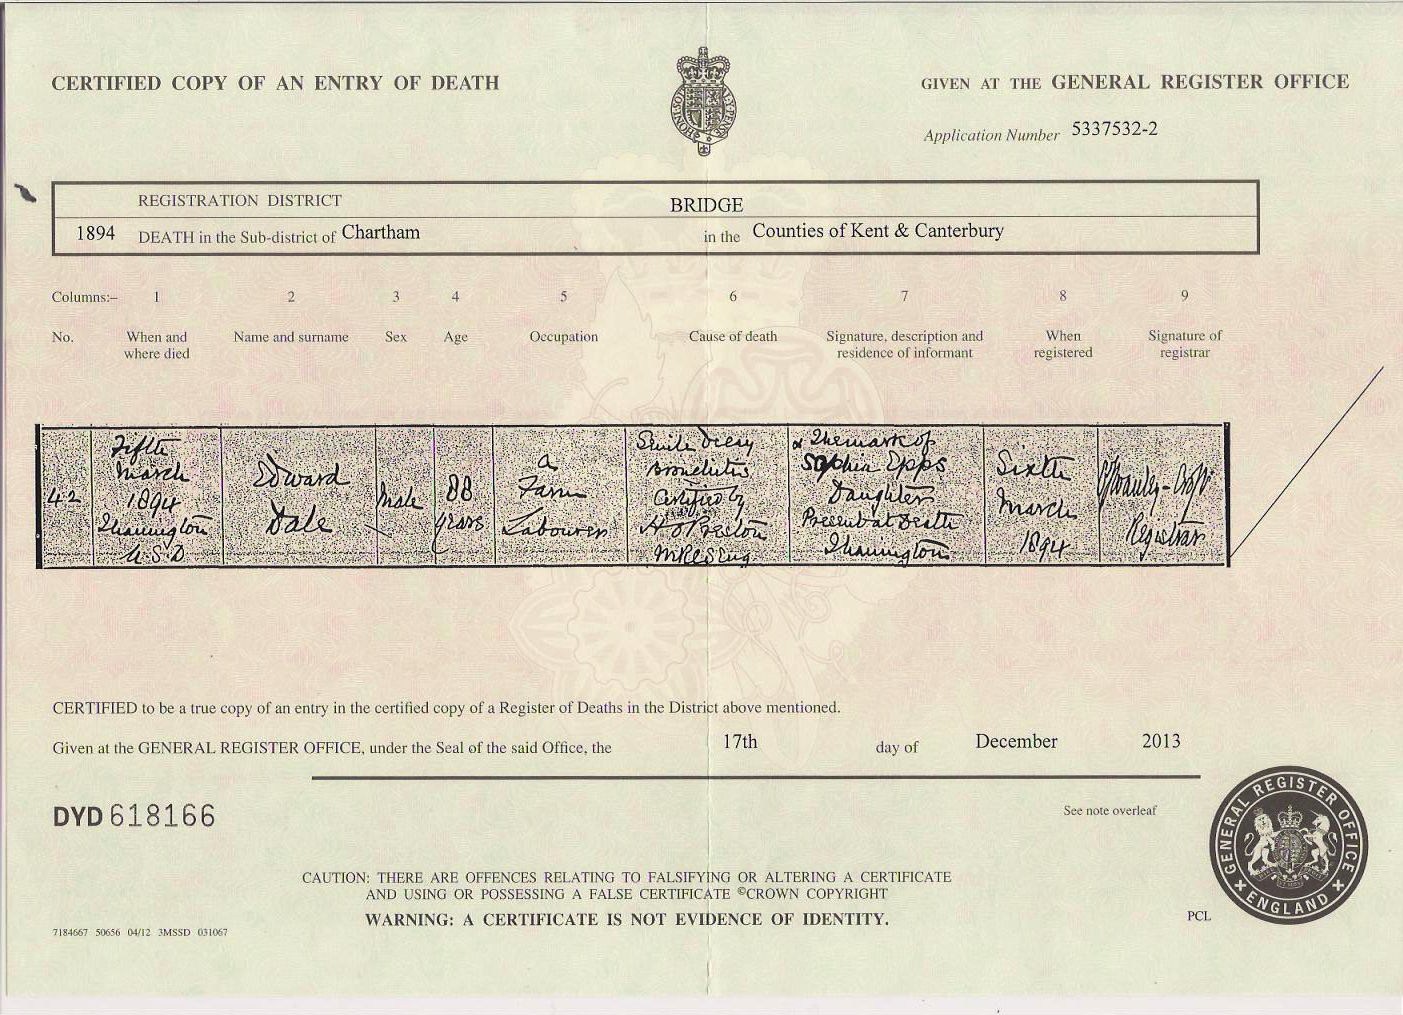 CERTIFIED COPY OF AN ENTRY OF DEATH
GIVEN AT THE GENERAL REGISTER OFFICE
HONI SOIT
Application Number 5337532-2
REGISTRATION DISTRICT BRIDGE
1894 DEATH in the Sub-district of Chartham in the Counties of Kent & Canterbury
Columns:– 1 2 3 4 5 6 7 8 9
No. When and where died Name and surname Sex Age Occupation Cause of death Signature, description and residence of informant When registered Signature of registrar
42
Fifth
March
1894
Thanington
U.S.D
Edward
Dale
Male
88
years
a
Farm
Labourer
Senile Decay
Bronchitis
Certified by
MRCS Eng.
The mark of
Sophia Epps
Daughter
Present at Death
Thanington
Sixth
March
1894
Registrar
CERTIFIED to be a true copy of an entry in the certified copy of a Register of Deaths in the District above mentioned.
Given at the GENERAL REGISTER OFFICE, under the Seal of the said Office, the 17th day of December 2013
DYD 618166
See note overleaf
GENERAL REGISTER OFFICE
ENGLAND
CAUTION: THERE ARE OFFENCES RELATING TO FALSIFYING OR ALTERING A CERTIFICATE
AND USING OR POSSESSING A FALSE CERTIFICATE ©CROWN COPYRIGHT
WARNING: A CERTIFICATE IS NOT EVIDENCE OF IDENTITY.
PCL
7184667 50656 04/12 3MSSD 031067